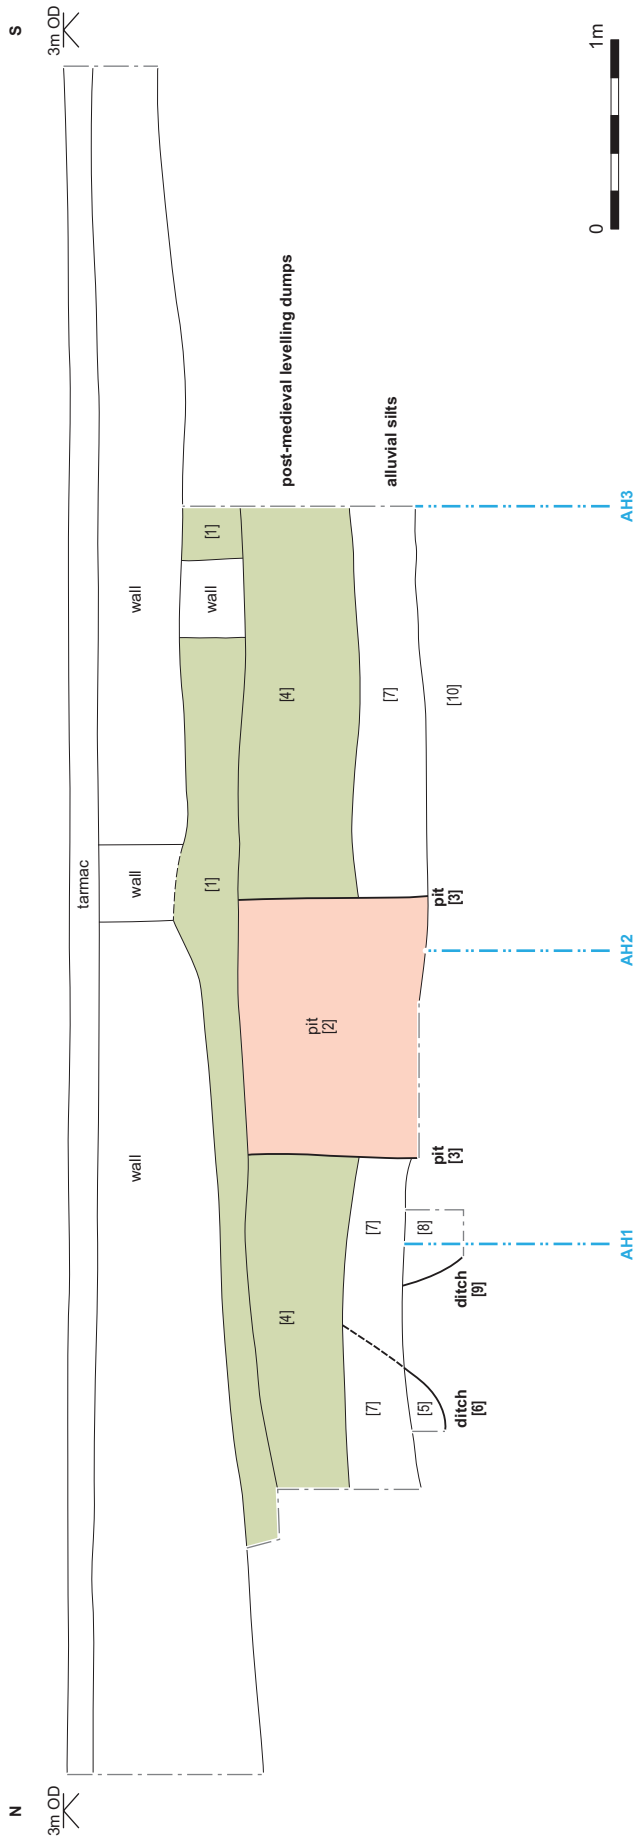 N
S
3m OD
3m OD
tarmac
wall
wall
wall
[1]
wall
[1]
post-medieval levelling dumps
[4]
pit
[2]
[4]
alluvial silts
[7]
[7]
[7]
[5]
[8]
[10]
ditch
[6]
ditch
[9]
pit
[3]
pit
[3]
AH1
AH2
AH3
0
1m